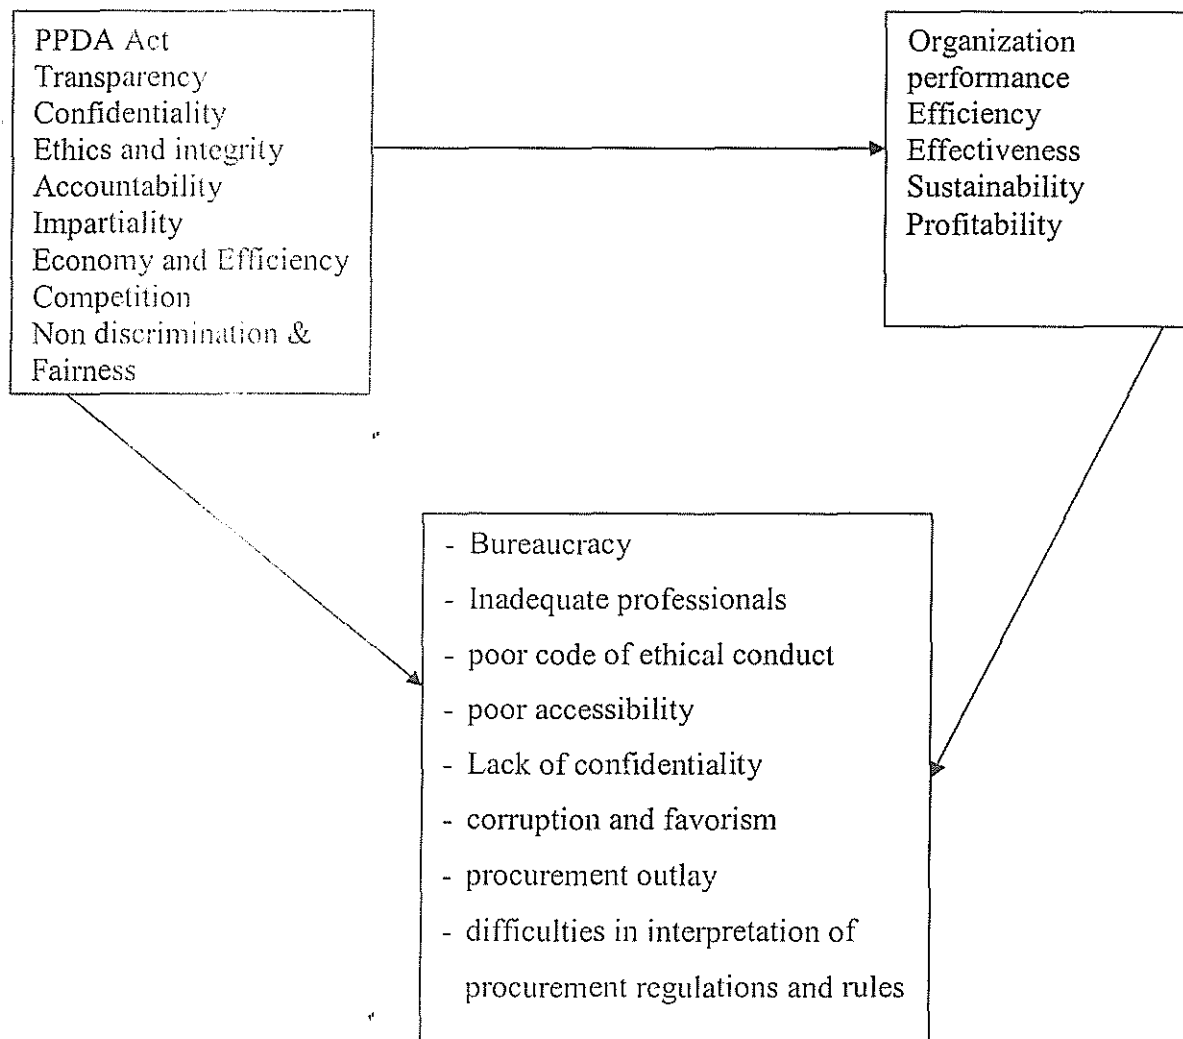 PPDA Act
Transparency
Confidentiality
Ethics and integrity
Accountability
Impartiality
Economy and Efficiency
Competition
Non discrimination &
Fairness
Organization
performance
Efficiency
Effectiveness
Sustainability
Profitability
- Bureaucracy
- Inadequate professionals
- poor code of ethical conduct
- poor accessibility
- Lack of confidentiality
- corruption and favorism
- procurement outlay
- difficulties in interpretation of
procurement regulations and rules